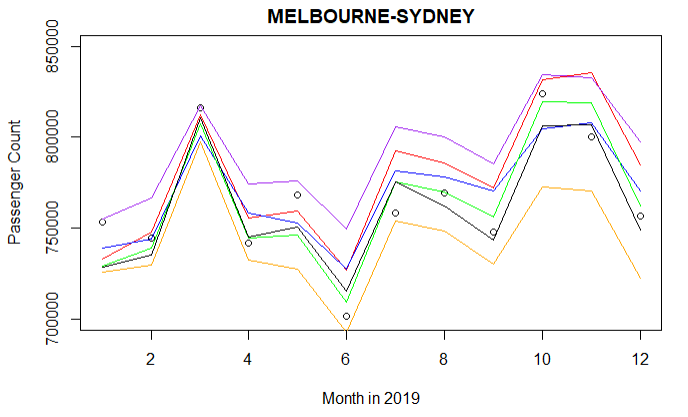 MELBOURNE-SYDNEY
Passenger Count
850000
800000
750000
700000
2 4 6 8 10 12
Month in 2019